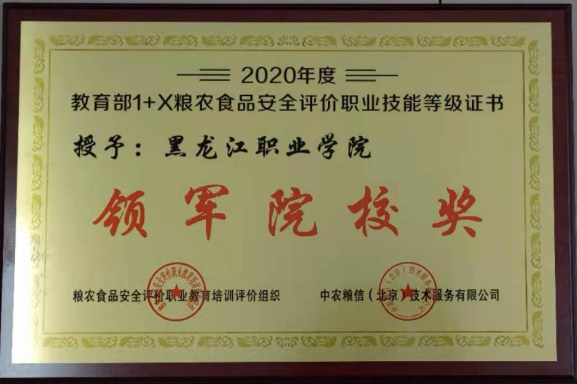 2020年度
教育部1+X粮农食品安全评价职业技能等级证书
授予：黑龙江职业学院
领军院校奖
粮农食品安全评价职业教育培训评价组织
中农粮信（北京）技术服务有限公司